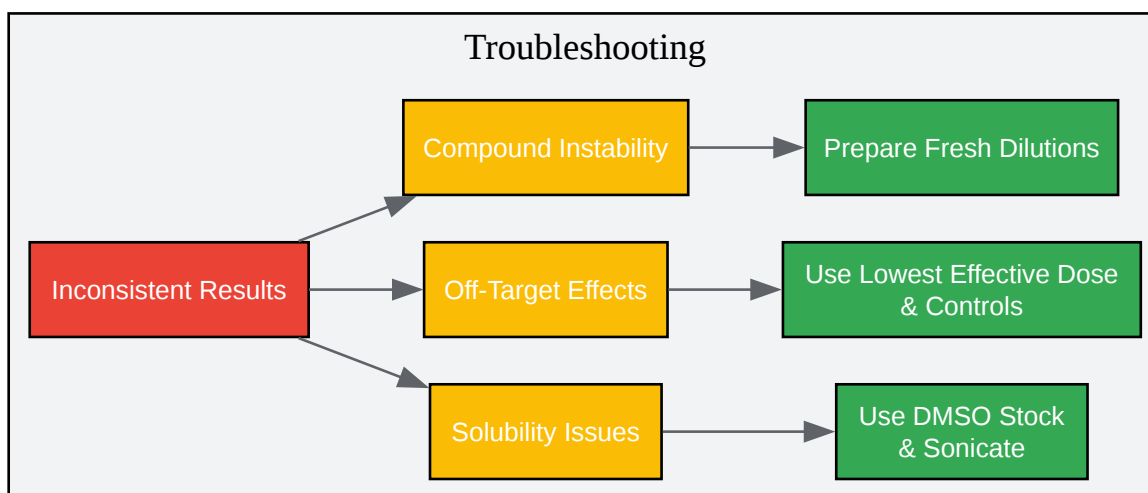 Troubleshooting
Compound Instability
Prepare Fresh Dilutions
Inconsistent Results
Off-Target Effects
Use Lowest Effective Dose
& Controls
Solubility Issues
Use DMSO Stock
& Sonicate